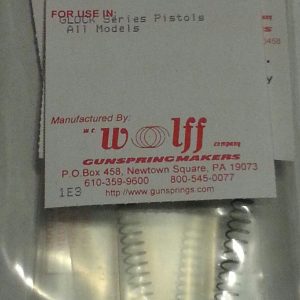 FOR USE IN:
GLOCK Series Pistols
All Models
Manufactured By:
W C
Wolff
company
GUNSPRINGMAKERS
P.O Box 458, Newtown Square, PA 19073
610-359-9600 800-545-0077
1E3 http://www.gunsprings.com